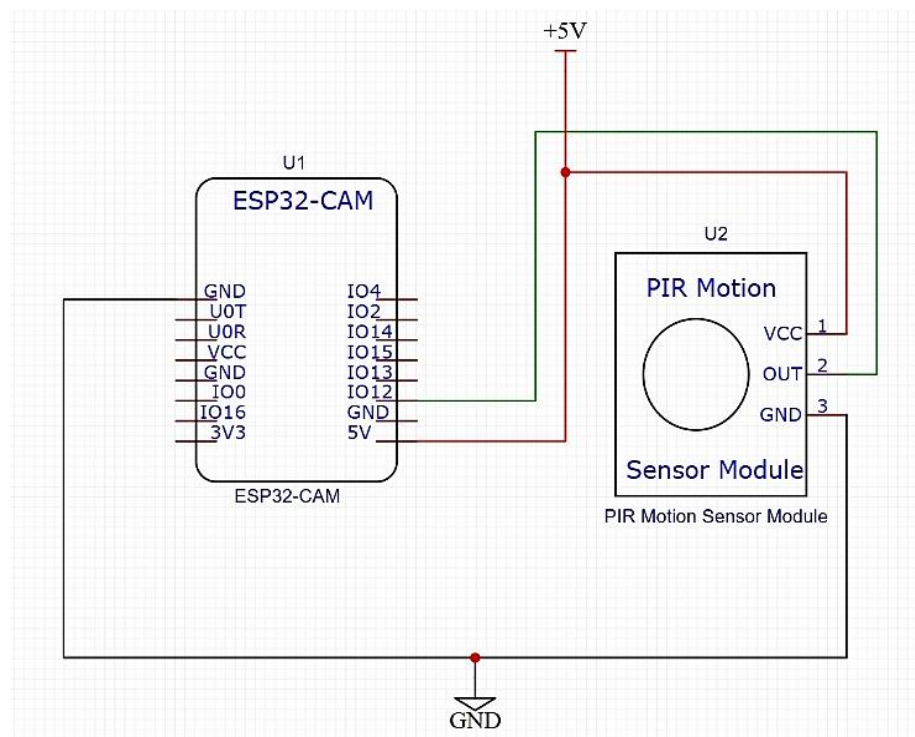 +5V
U1
ESP32-CAM
GND
U0T
U0R
VCC
GND
IO0
IO16
3V3
IO4
IO2
IO14
IO15
IO13
IO12
GND
5V
ESP32-CAM
U2
PIR Motion
VCC 1
OUT 2
GND 3
Sensor Module
PIR Motion Sensor Module
GND